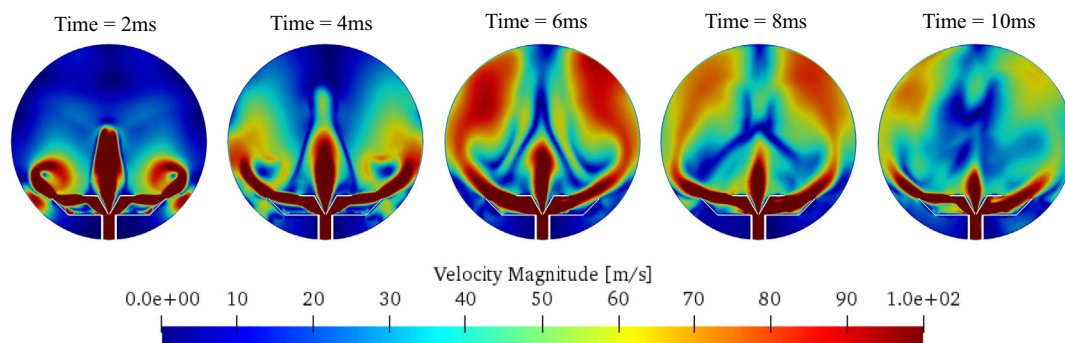 Time = 2ms Time = 4ms Time = 6ms Time = 8ms Time = 10ms
Velocity Magnitude [m/s]
0.0e+00 10 20 30 40 50 60 70 80 90 1.0e+02